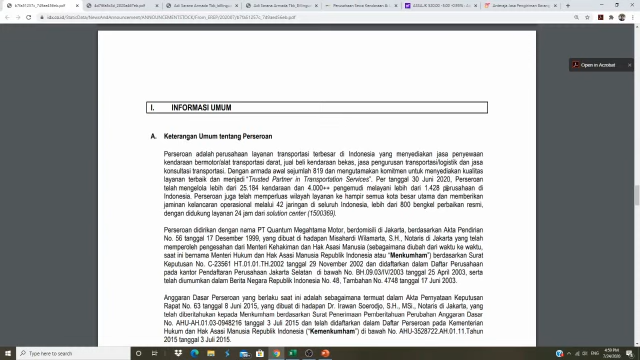 Adi Sarana Armada Tbk_Billing
Open in Acrobat
I. INFORMASI UMUM
A. Keterangan Umum tentang Perseroan
Perseroan adalah perusahaan layanan transportasi terbesar di Indonesia yang menyediakan jasa penyewaan
kendaraan bermotor/alat transportasi darat, jual beli kendaraan bekas, jasa pengurusan transportasi/logistik dan jasa
konsultasi transportasi. Dengan armada awal sejumlah 819 dan mengutamakan komitmen untuk menyediakan kualitas
layanan terbaik dan menjadi "Trusted Partner in Transportation Services". Per tanggal 30 Juni 2020, Perseroan
telah mengelola lebih dari 25.184 kendaraan and 4.000++ pengemudi melayani lebih dari 1.428 perusahaan di
Indonesia. Perseroan juga telah memperluas wilayah layanan ke hampir semua kota besar utama dan memberikan
jaminan kelancaran operasional melalui 42 jaringan di seluruh Indonesia, lebih dari 800 bengkel perbaikan resmi,
dengan didukung layanan 24 jam dari solution center (1500369).
Perseroan didirikan dengan nama PT Quantum Megahtama Motor, berdomisili di Jakarta, berdasarkan Akta Pendirian
No. 56 tanggal 17 Desember 1999, yang dibuat di hadapan Misahardi Wilamarta, S.H., Notaris di Jakarta yang telah
memperoleh pengesahan dari Menteri Kehakiman dan Hak Asasi Manusia (sebagaimana diubah dari waktu ke waktu,
saat ini bernama Menteri Hukum dan Hak Asasi Manusia Republik Indonesia atau "Menkumham") berdasarkan Surat
Keputusan No. C-23561 HT.01.01.TH.2002 tanggal 29 November 2002 dan didaftarkan dalam Daftar Perusahaan
pada kantor Pendaftaran Perusahaan Jakarta Selatan di bawah No. BH.09.03/IV/2003 tanggal 25 April 2003, serta
telah diumumkan dalam Berita Negara Republik Indonesia No. 48, Tambahan No. 4748 tanggal 17 Juni 2003.
Anggaran Dasar Perseroan yang berlaku saat ini adalah sebagaimana termuat dalam Akta Pernyataan Keputusan
Rapat No. 63 tanggal 8 Juni 2015, yang dibuat di hadapan Dr. Irawan Soerodjo, S.H., MSi., Notaris di Jakarta, yang
telah diberitahukan kepada Menkumham berdasarkan Surat Penerimaan Pemberitahuan Perubahan Anggaran Dasar
No. AHU-AH.01.03-0948216 tanggal 3 Juli 2015 dan telah didaftarkan dalam Daftar Perseroan pada Kementerian
Hukum dan Hak Asasi Manusia Republik Indonesia ("Kemenkumham") di bawah No. AHU-3528722.AH.01.11.Tahun
2015 tanggal 3 Juli 2015.
Type here to search
4:59 PM
7/24/2020